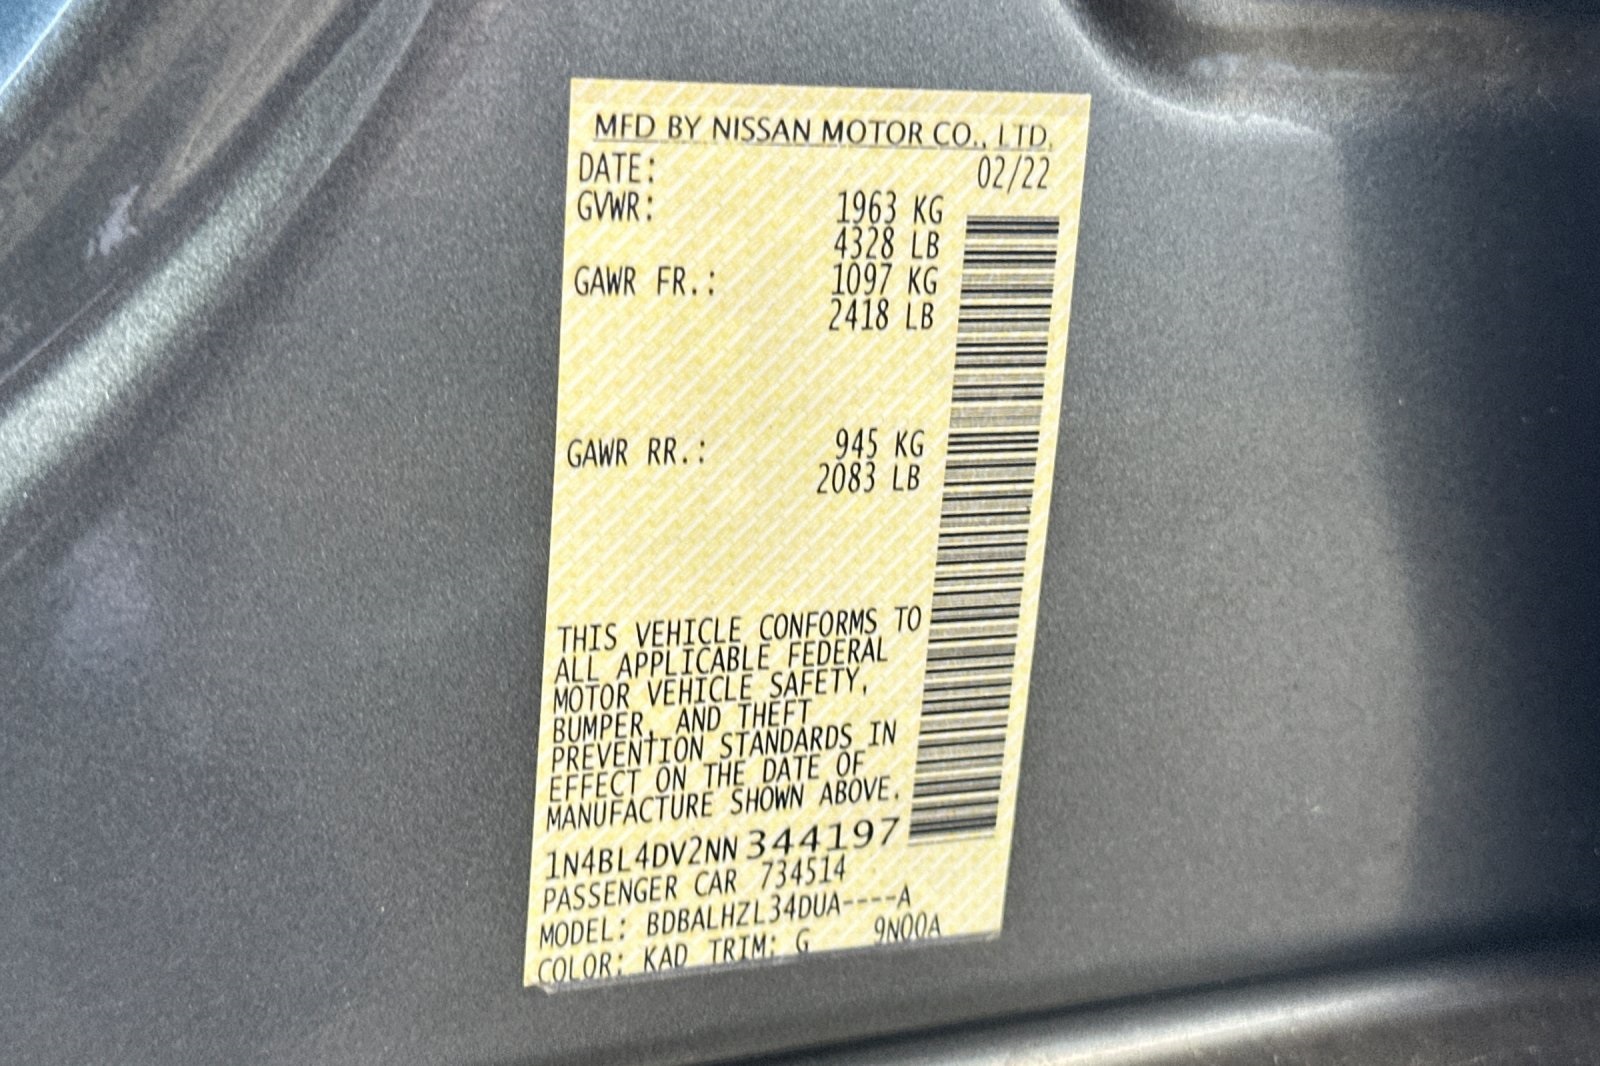 MFD BY NISSAN MOTOR CO., LTD.
DATE: 02/22
GVWR: 1963 KG
4328 LB
GAWR FR.: 1097 KG
2418 LB
GAWR RR.: 945 KG
2083 LB
THIS VEHICLE CONFORMS TO
ALL APPLICABLE FEDERAL
MOTOR VEHICLE SAFETY,
BUMPER, AND THEFT
PREVENTION STANDARDS IN
EFFECT ON THE DATE OF
MANUFACTURE SHOWN ABOVE.
1N4BL4DV2NN344197
PASSENGER CAR 734514
MODEL: BDBALHZL34DUA----A
COLOR: KAD TRIM: G 9N00A